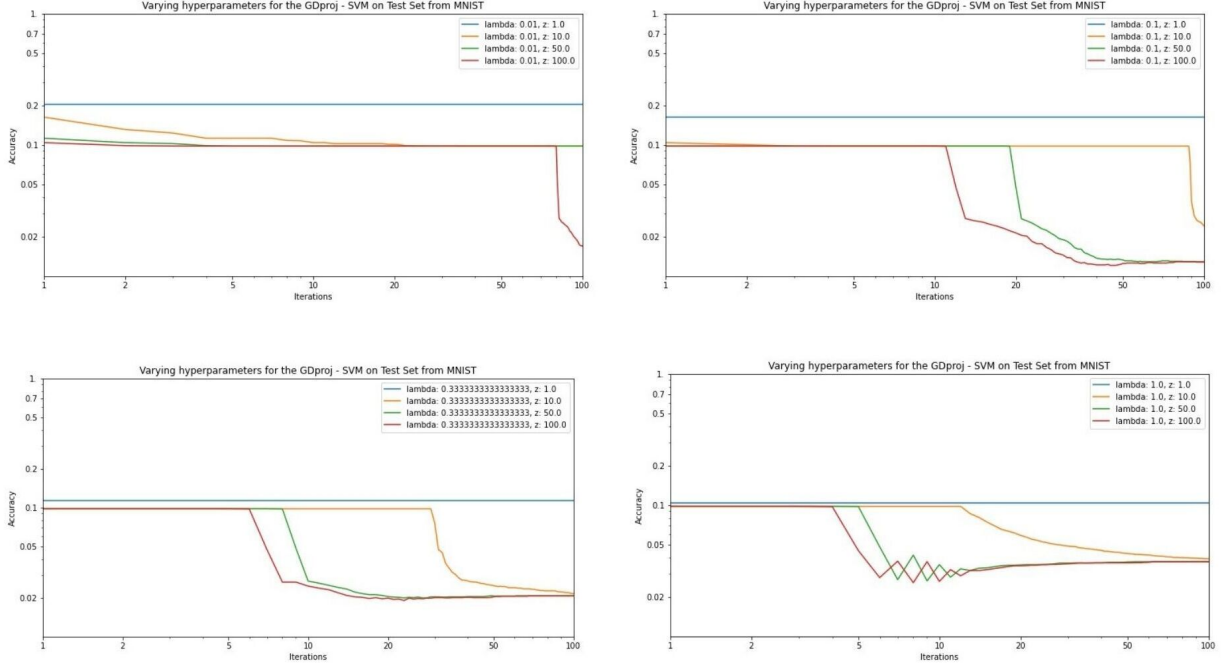 Varying hyperparameters for the GDproj - SVM on Test Set from MNIST
lambda: 0.01, z: 1.0
lambda: 0.01, z: 10.0
lambda: 0.01, z: 50.0
lambda: 0.01, z: 100.0
1.
0.7
0.5
0.2
0.1
0.05
0.02
Accuracy
1
2
5
10
20
50
100
Iterations
Varying hyperparameters for the GDproj - SVM on Test Set from MNIST
lambda: 0.1, z: 1.0
lambda: 0.1, z: 10.0
lambda: 0.1, z: 50.0
lambda: 0.1, z: 100.0
1.
0.7
0.5
0.2
0.1
0.05
0.02
Accuracy
1
2
5
10
20
50
100
Iterations
Varying hyperparameters for the GDproj - SVM on Test Set from MNIST
lambda: 0.3333333333333333, z: 1.0
lambda: 0.3333333333333333, z: 10.0
lambda: 0.3333333333333333, z: 50.0
lambda: 0.3333333333333333, z: 100.0
1.
0.7
0.5
0.2
0.1
0.05
0.02
Accuracy
1
2
5
10
20
50
100
Iterations
Varying hyperparameters for the GDproj - SVM on Test Set from MNIST
lambda: 1.0, z: 1.0
lambda: 1.0, z: 10.0
lambda: 1.0, z: 50.0
lambda: 1.0, z: 100.0
1.
0.7
0.5
0.2
0.1
0.05
0.02
Accuracy
1
2
5
10
20
50
100
Iterations